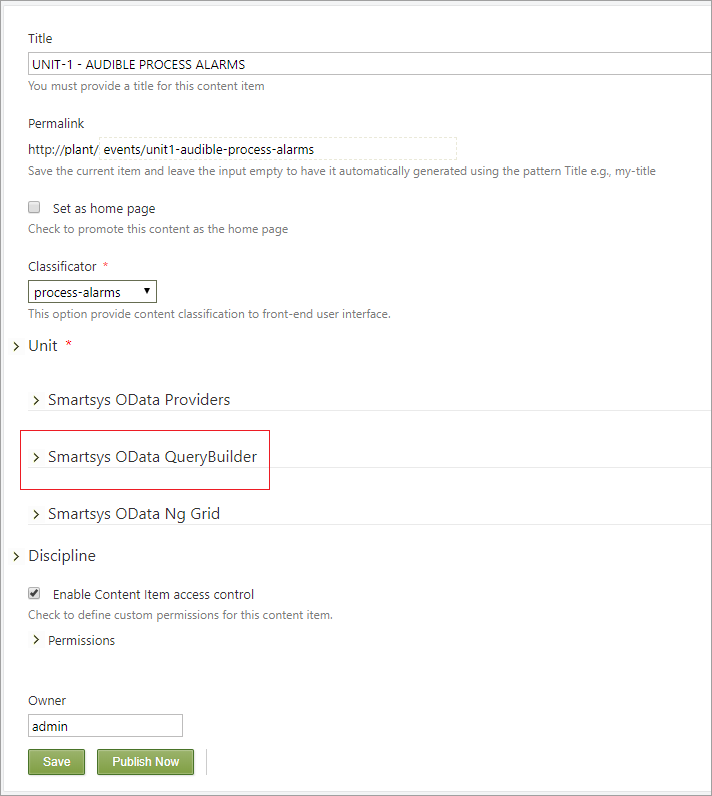 Title
UNIT-1 - AUDIBLE PROCESS ALARMS
You must provide a title for this content item
Permalink
http://plant/ events/unit1-audible-process-alarms
Save the current item and leave the input empty to have it automatically generated using the pattern Title e.g., my-title
Set as home page
Check to promote this content as the home page
Classificator *
process-alarms
This option provide content classification to front-end user interface.
Unit *
Smartsys OData Providers
Smartsys OData QueryBuilder
Smartsys OData Ng Grid
Discipline
Enable Content Item access control
Check to define custom permissions for this content item.
Permissions
Owner
admin
Save Publish Now